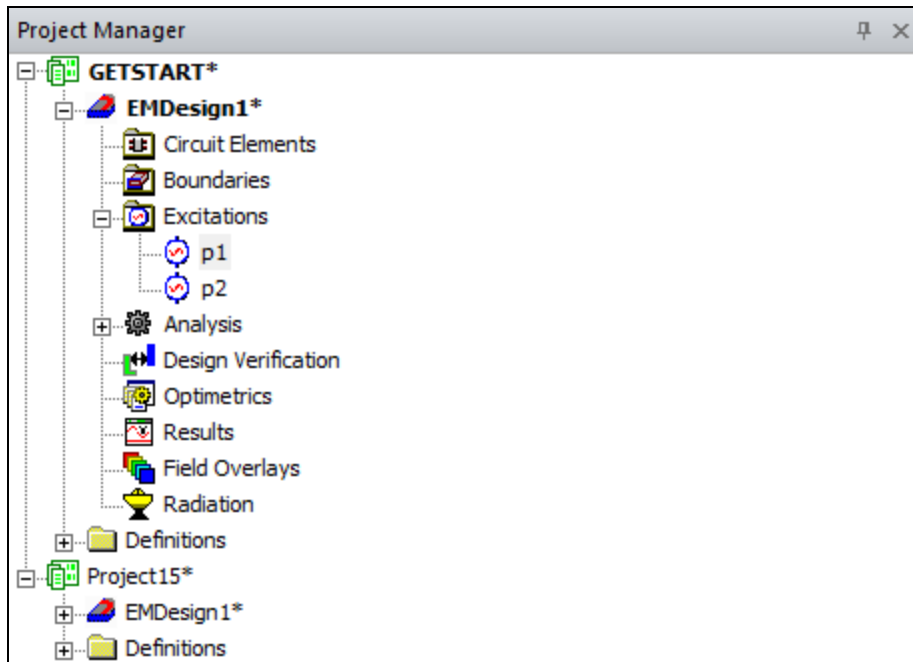 Project Manager
GETSTART*
EMDesign1*
Circuit Elements
Boundaries
Excitations
p1
p2
Analysis
Design Verification
Optimetrics
Results
Field Overlays
Radiation
Definitions
Project15*
EMDesign1*
Definitions